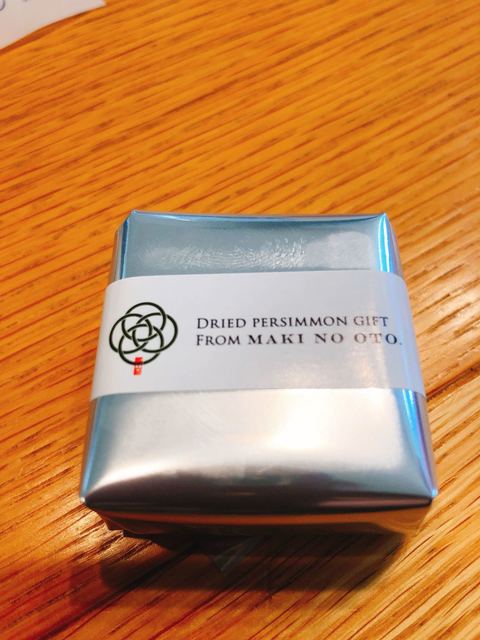 DRIED PERSIMMON GIFT
FROM MAKI NO OTO.